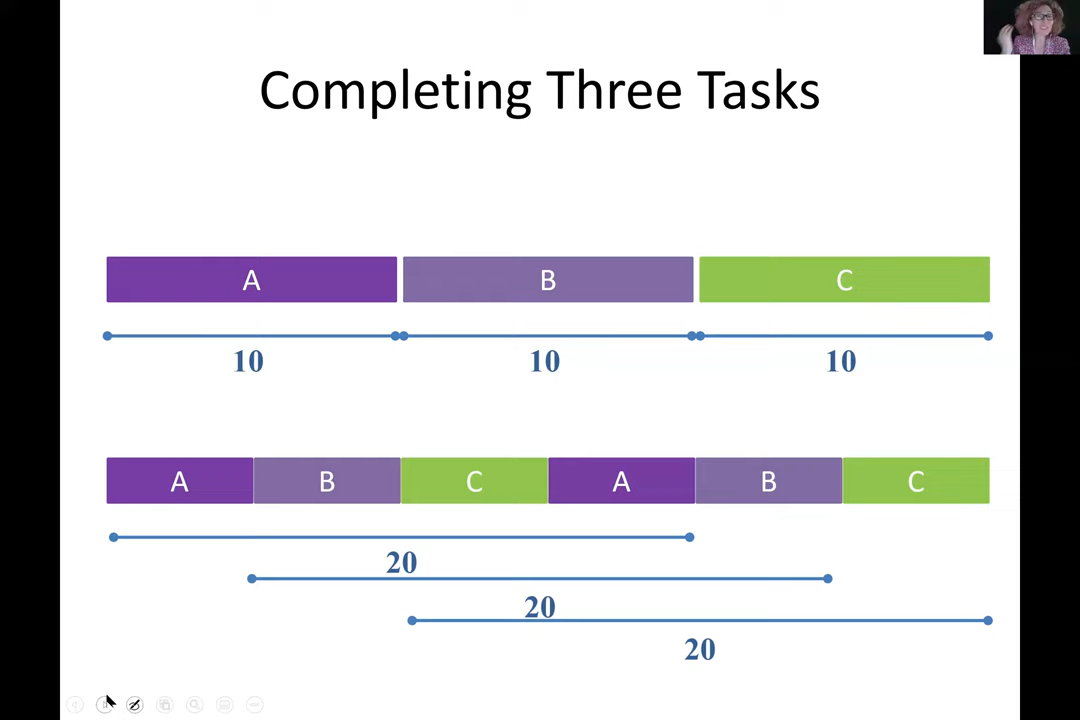 Completing Three Tasks
A B C
10 10 10
A B C A B C
20
20
20